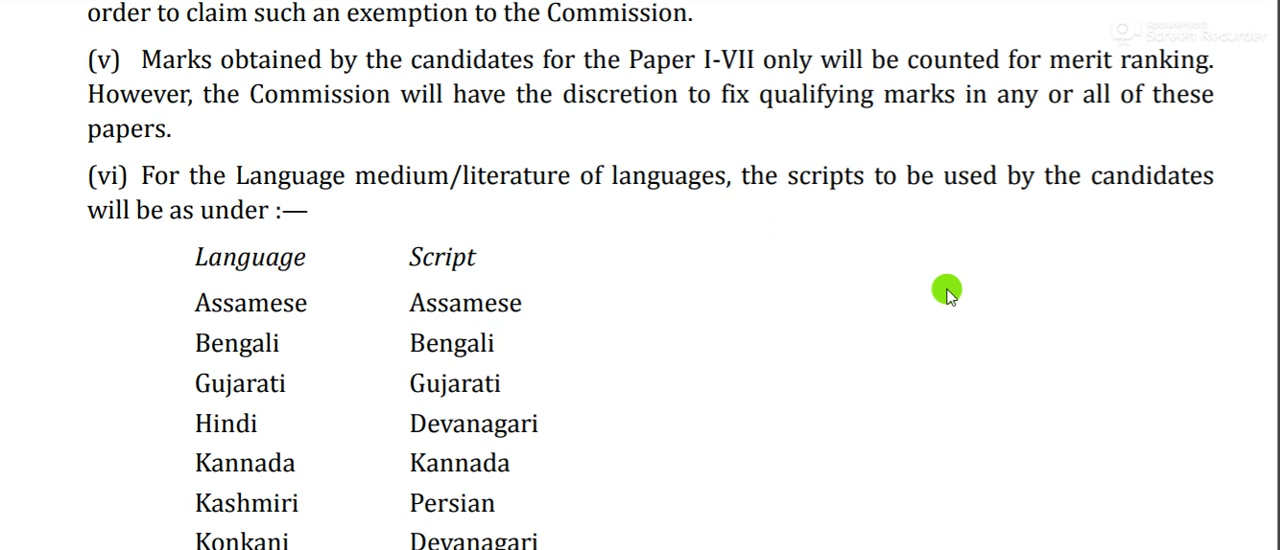 order to claim such an exemption to the Commission.
Apowersoft
Screen Recorder
(v) Marks obtained by the candidates for the Paper I-VII only will be counted for merit ranking.
However, the Commission will have the discretion to fix qualifying marks in any or all of these
papers.
(vi) For the Language medium/literature of languages, the scripts to be used by the candidates
will be as under :—
Language Script
Assamese Assamese
Bengali Bengali
Gujarati Gujarati
Hindi Devanagari
Kannada Kannada
Kashmiri Persian
Konkani Devanagari